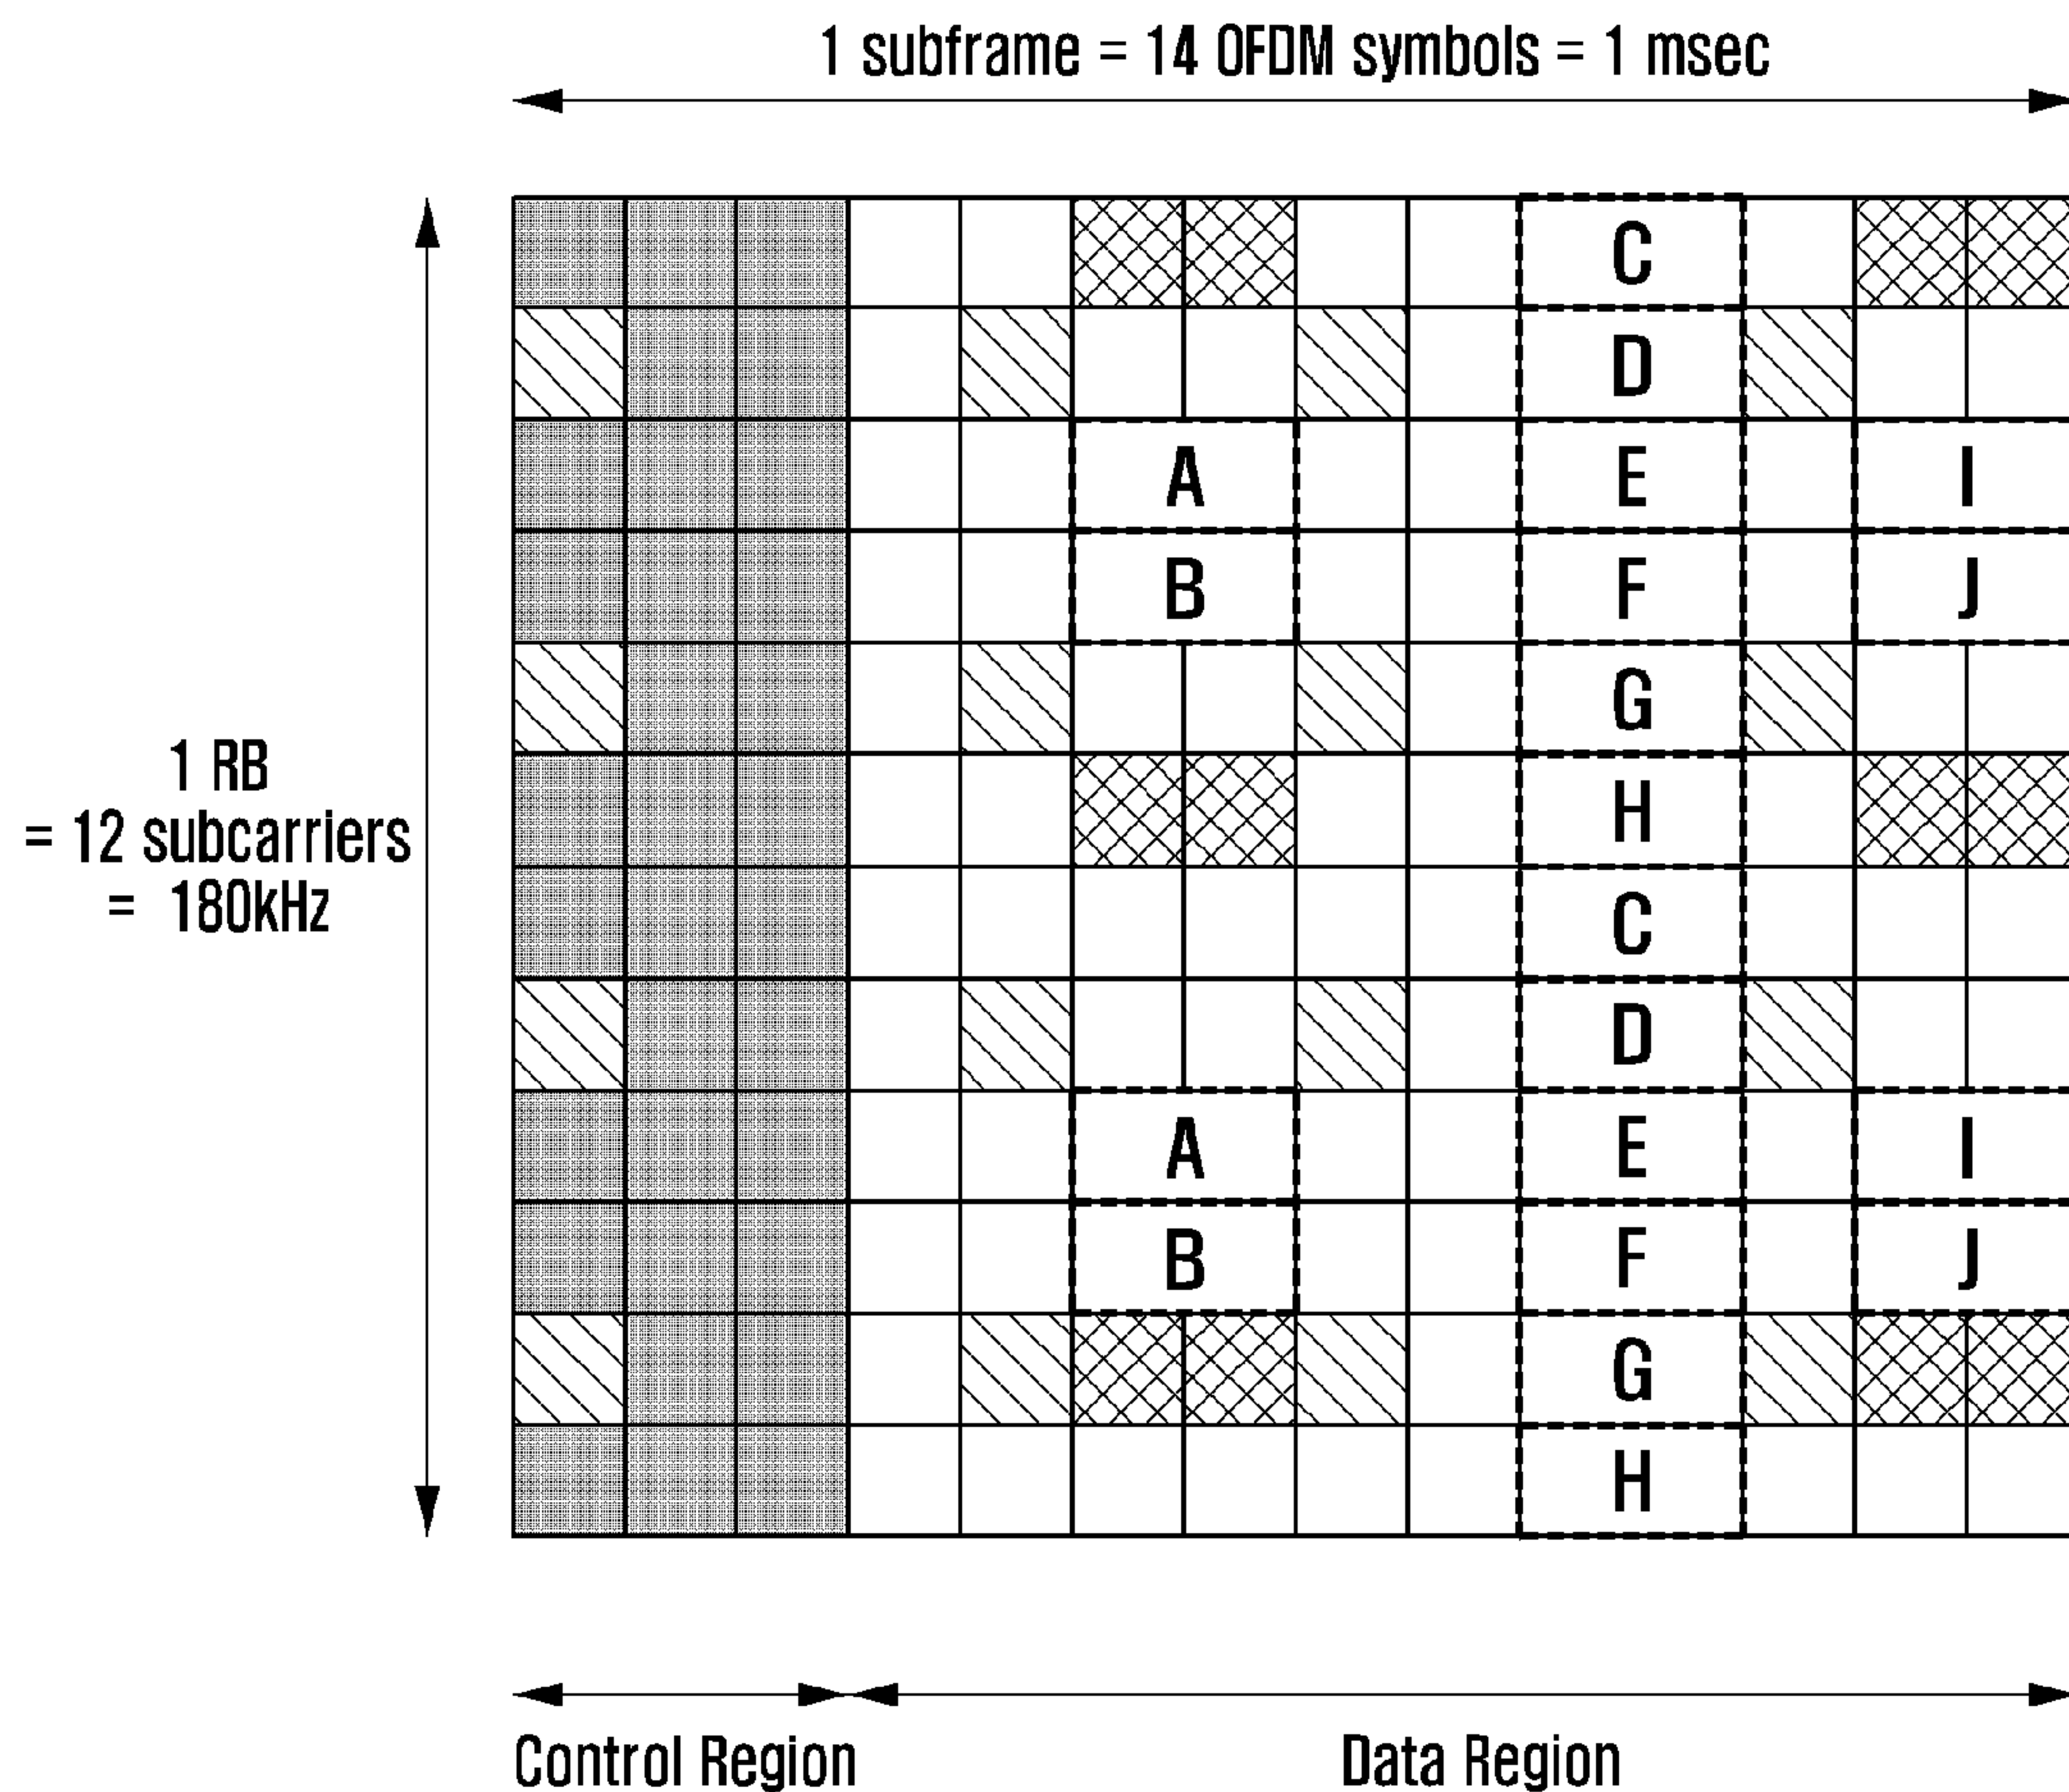 1 subframe = 14 OFDM symbols = 1 msec
C
D
A E I
B F J
G
1 RB
= 12 subcarriers
= 180kHz
H
C
D
A E I
B F J
G
H
Control Region Data Region